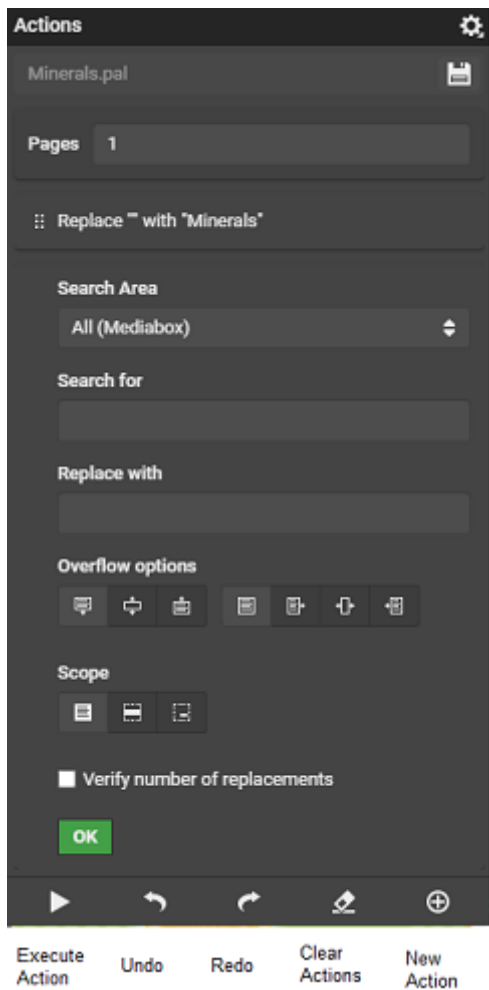 Actions
Minerals.pal
Pages 1
Replace "" with "Minerals"
Search Area
All (Mediabox)
Search for
Replace with
Overflow options
Scope
Verify number of replacements
OK
Execute Action
Undo
Redo
Clear Actions
New Action